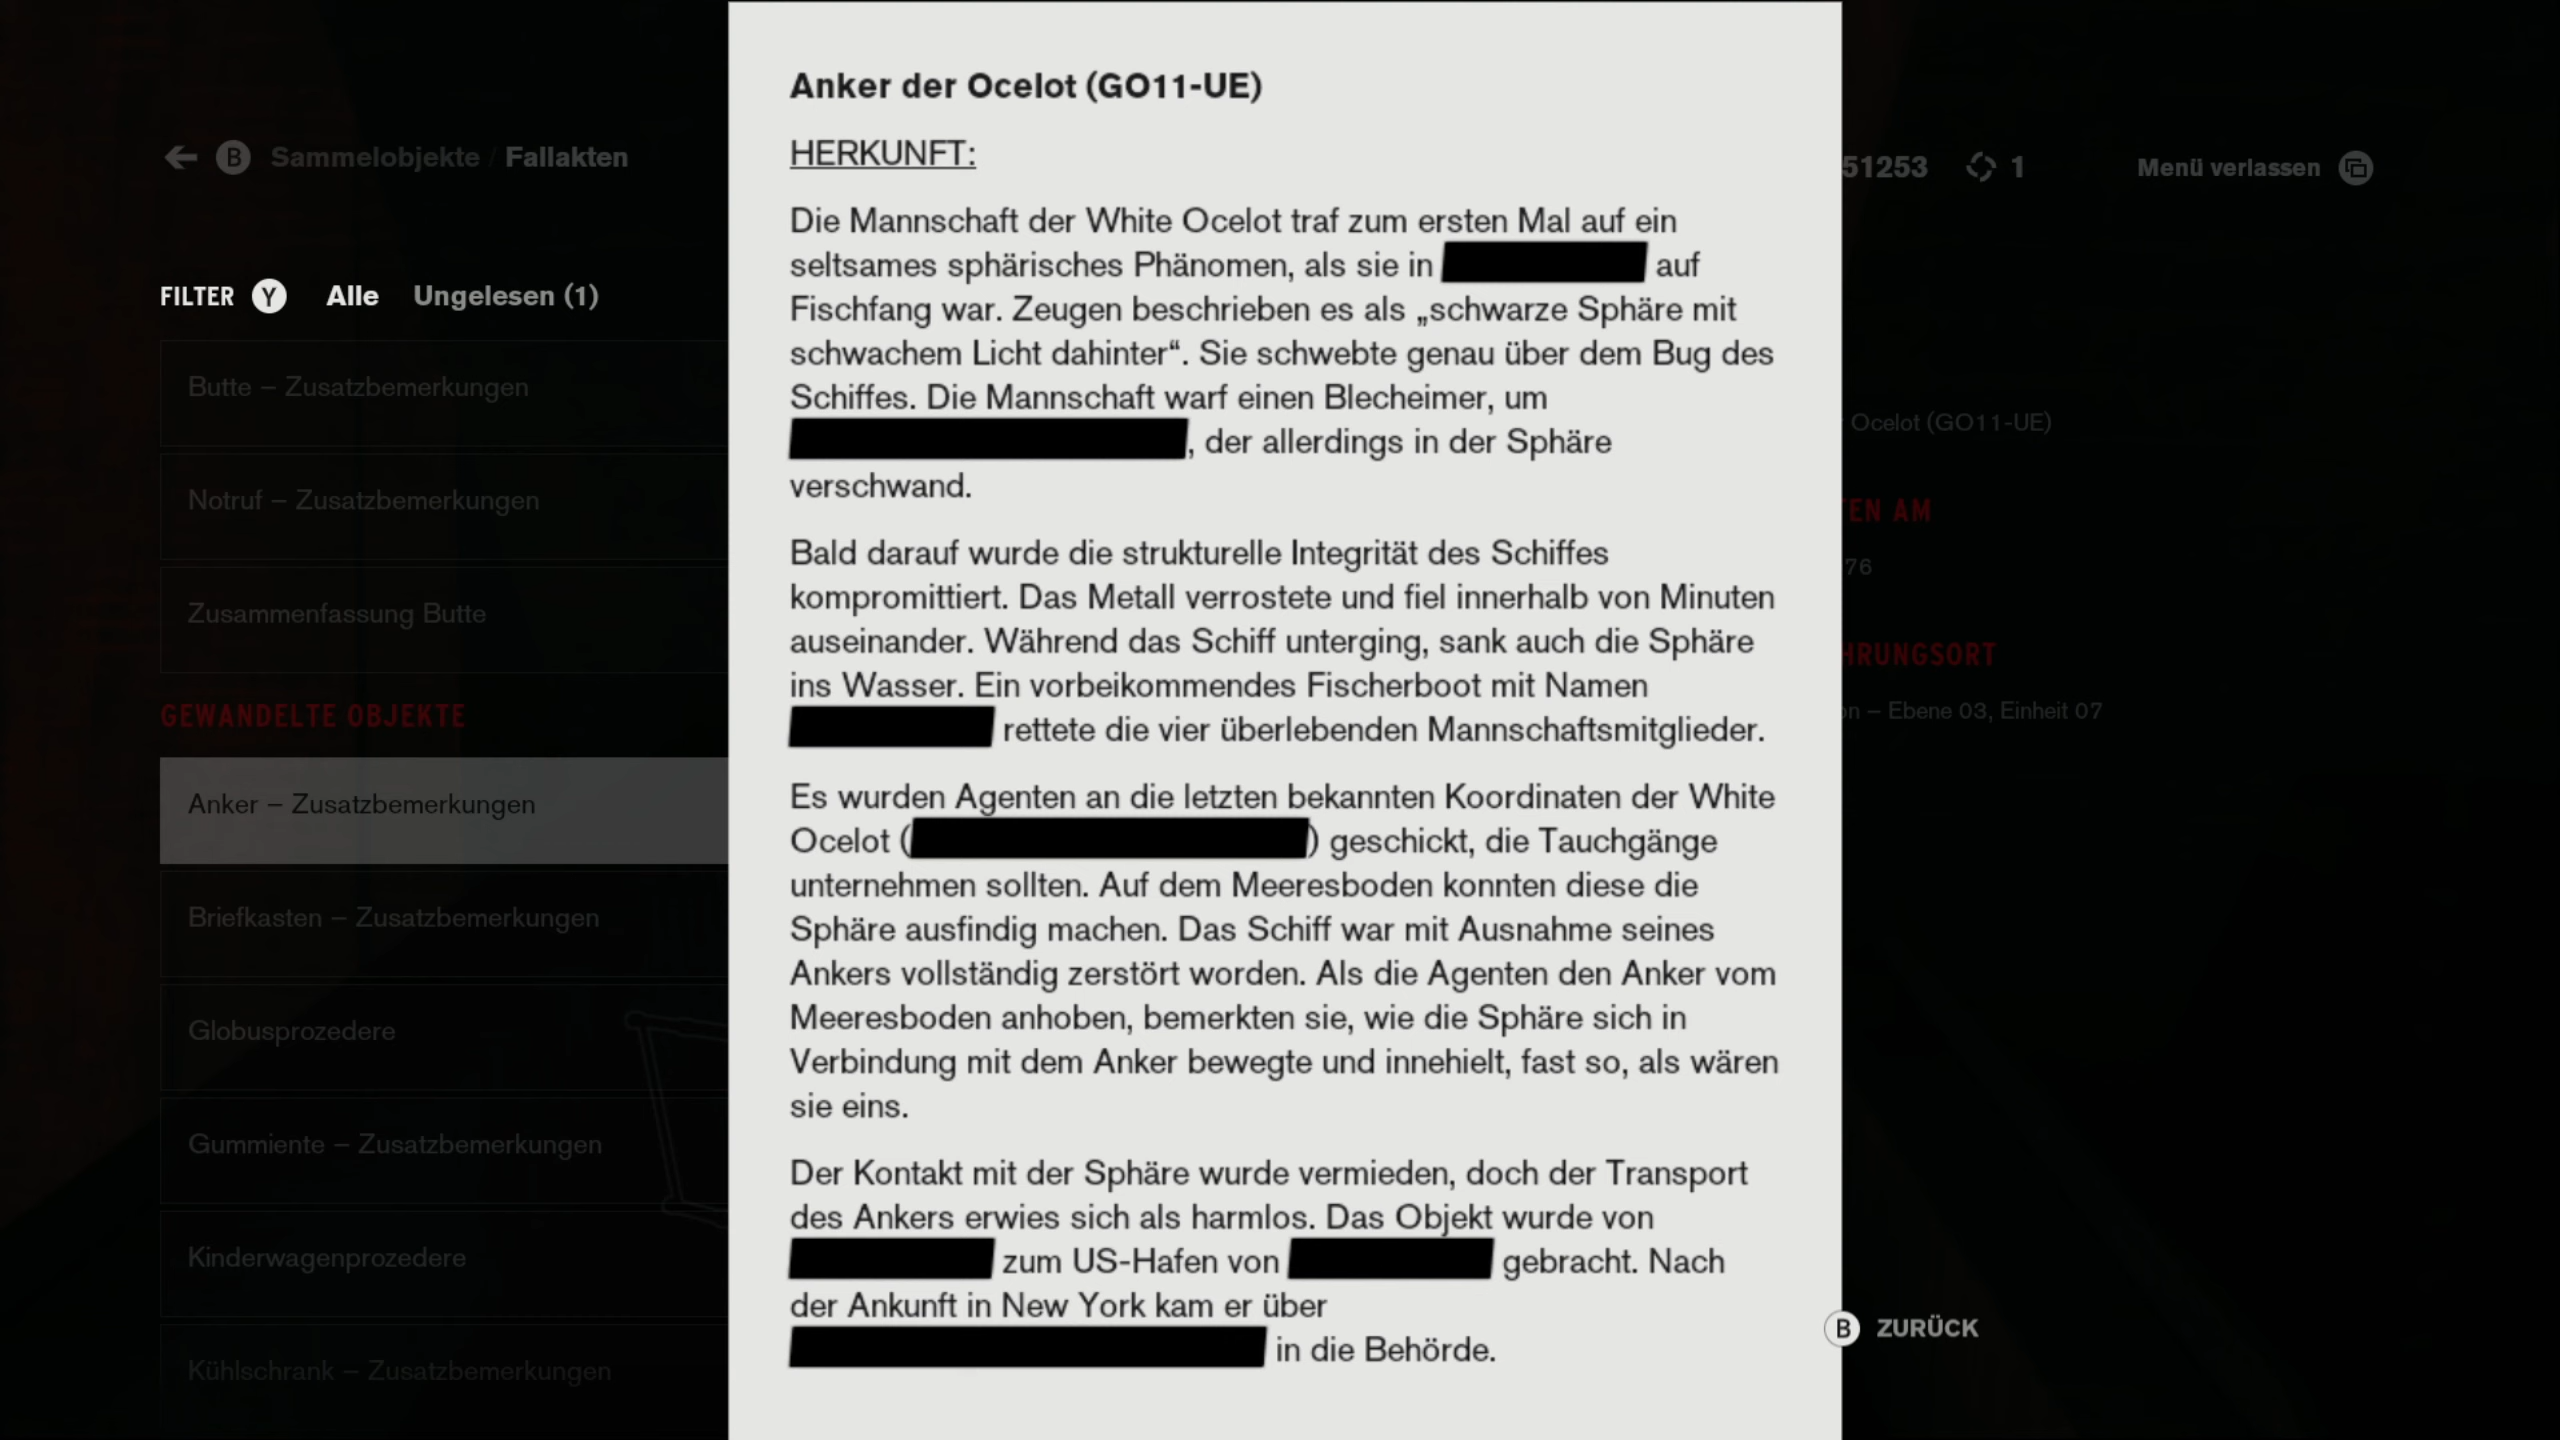 B Sammelobjekte / Fallakten
51253 1 Menü verlassen
FILTER Y Alle Ungelesen (1)
Butte – Zusatzbemerkungen
Notruf – Zusatzbemerkungen
Zusammenfassung Butte
GEWANDELTE OBJEKTE
Anker – Zusatzbemerkungen
Briefkasten – Zusatzbemerkungen
Globusprozedere
Gummiente – Zusatzbemerkungen
Kinderwagenprozedere
Kühlschrank – Zusatzbemerkungen
Anker der Ocelot (GO11-UE)
HERKUNFT:
Die Mannschaft der White Ocelot traf zum ersten Mal auf ein
seltsames sphärisches Phänomen, als sie in auf
Fischfang war. Zeugen beschrieben es als „schwarze Sphäre mit
schwachem Licht dahinter“. Sie schwebte genau über dem Bug des
Schiffes. Die Mannschaft warf einen Blecheimer, um
, der allerdings in der Sphäre
verschwand.
Bald darauf wurde die strukturelle Integrität des Schiffes
kompromittiert. Das Metall verrostete und fiel innerhalb von Minuten
auseinander. Während das Schiff unterging, sank auch die Sphäre
ins Wasser. Ein vorbeikommendes Fischerboot mit Namen
rettete die vier überlebenden Mannschaftsmitglieder.
Es wurden Agenten an die letzten bekannten Koordinaten der White
Ocelot ( ) geschickt, die Tauchgänge
unternehmen sollten. Auf dem Meeresboden konnten diese die
Sphäre ausfindig machen. Das Schiff war mit Ausnahme seines
Ankers vollständig zerstört worden. Als die Agenten den Anker vom
Meeresboden anhoben, bemerkten sie, wie die Sphäre sich in
Verbindung mit dem Anker bewegte und innehielt, fast so, als wären
sie eins.
Der Kontakt mit der Sphäre wurde vermieden, doch der Transport
des Ankers erwies sich als harmlos. Das Objekt wurde von
zum US-Hafen von gebracht. Nach
der Ankunft in New York kam er über
in die Behörde.
Ocelot (GO11-UE)
EN AM
76
HRUNGSORT
on – Ebene 03, Einheit 07
B ZURÜCK